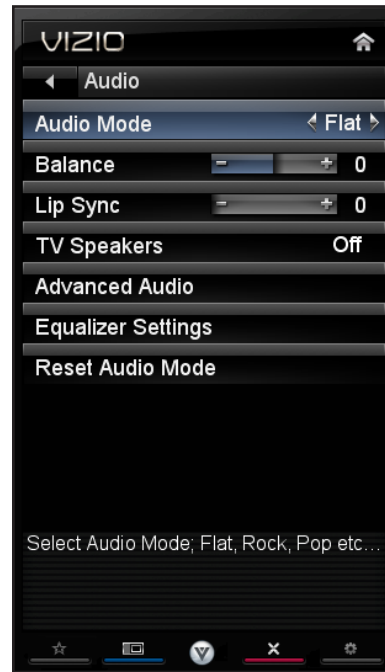 VIZIO
Audio
Audio Mode Flat
Balance - + 0
Lip Sync - + 0
TV Speakers Off
Advanced Audio
Equalizer Settings
Reset Audio Mode
Select Audio Mode; Flat, Rock, Pop etc...
V